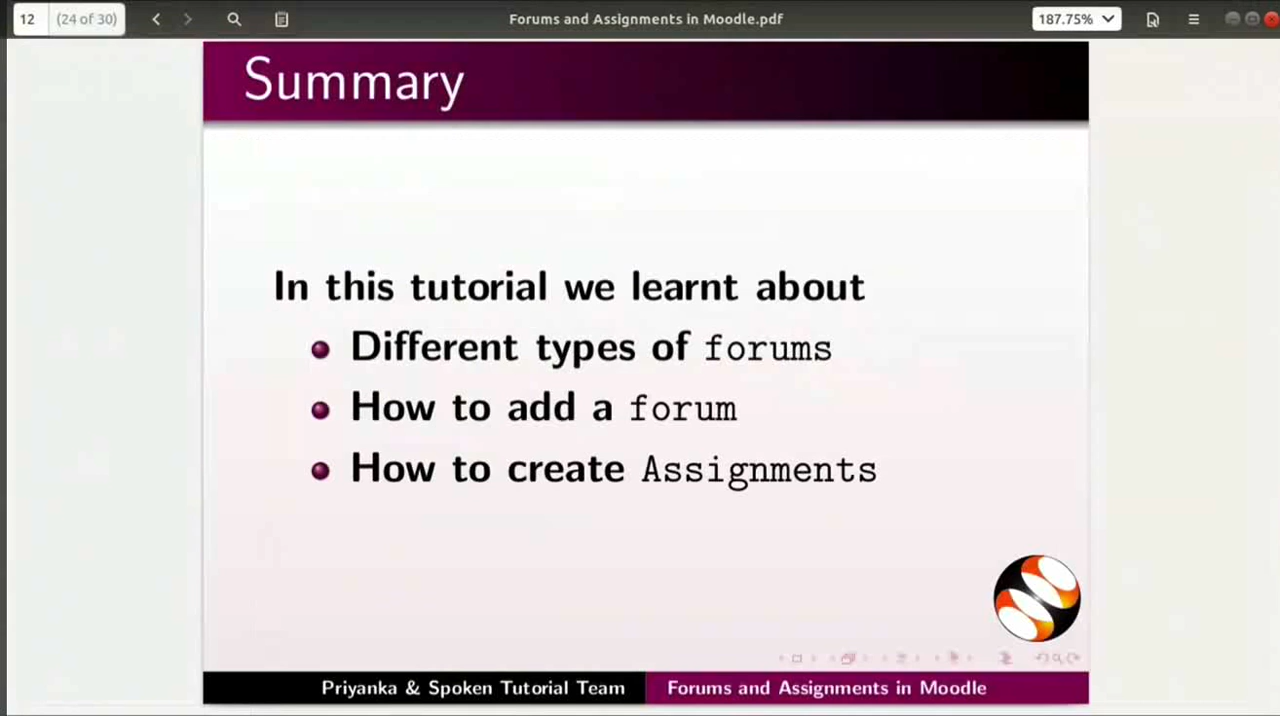 12 (24 of 30) Forums and Assignments in Moodle.pdf 187.75%
Summary
In this tutorial we learnt about
Different types of forums
How to add a forum
How to create Assignments
Priyanka & Spoken Tutorial Team Forums and Assignments in Moodle